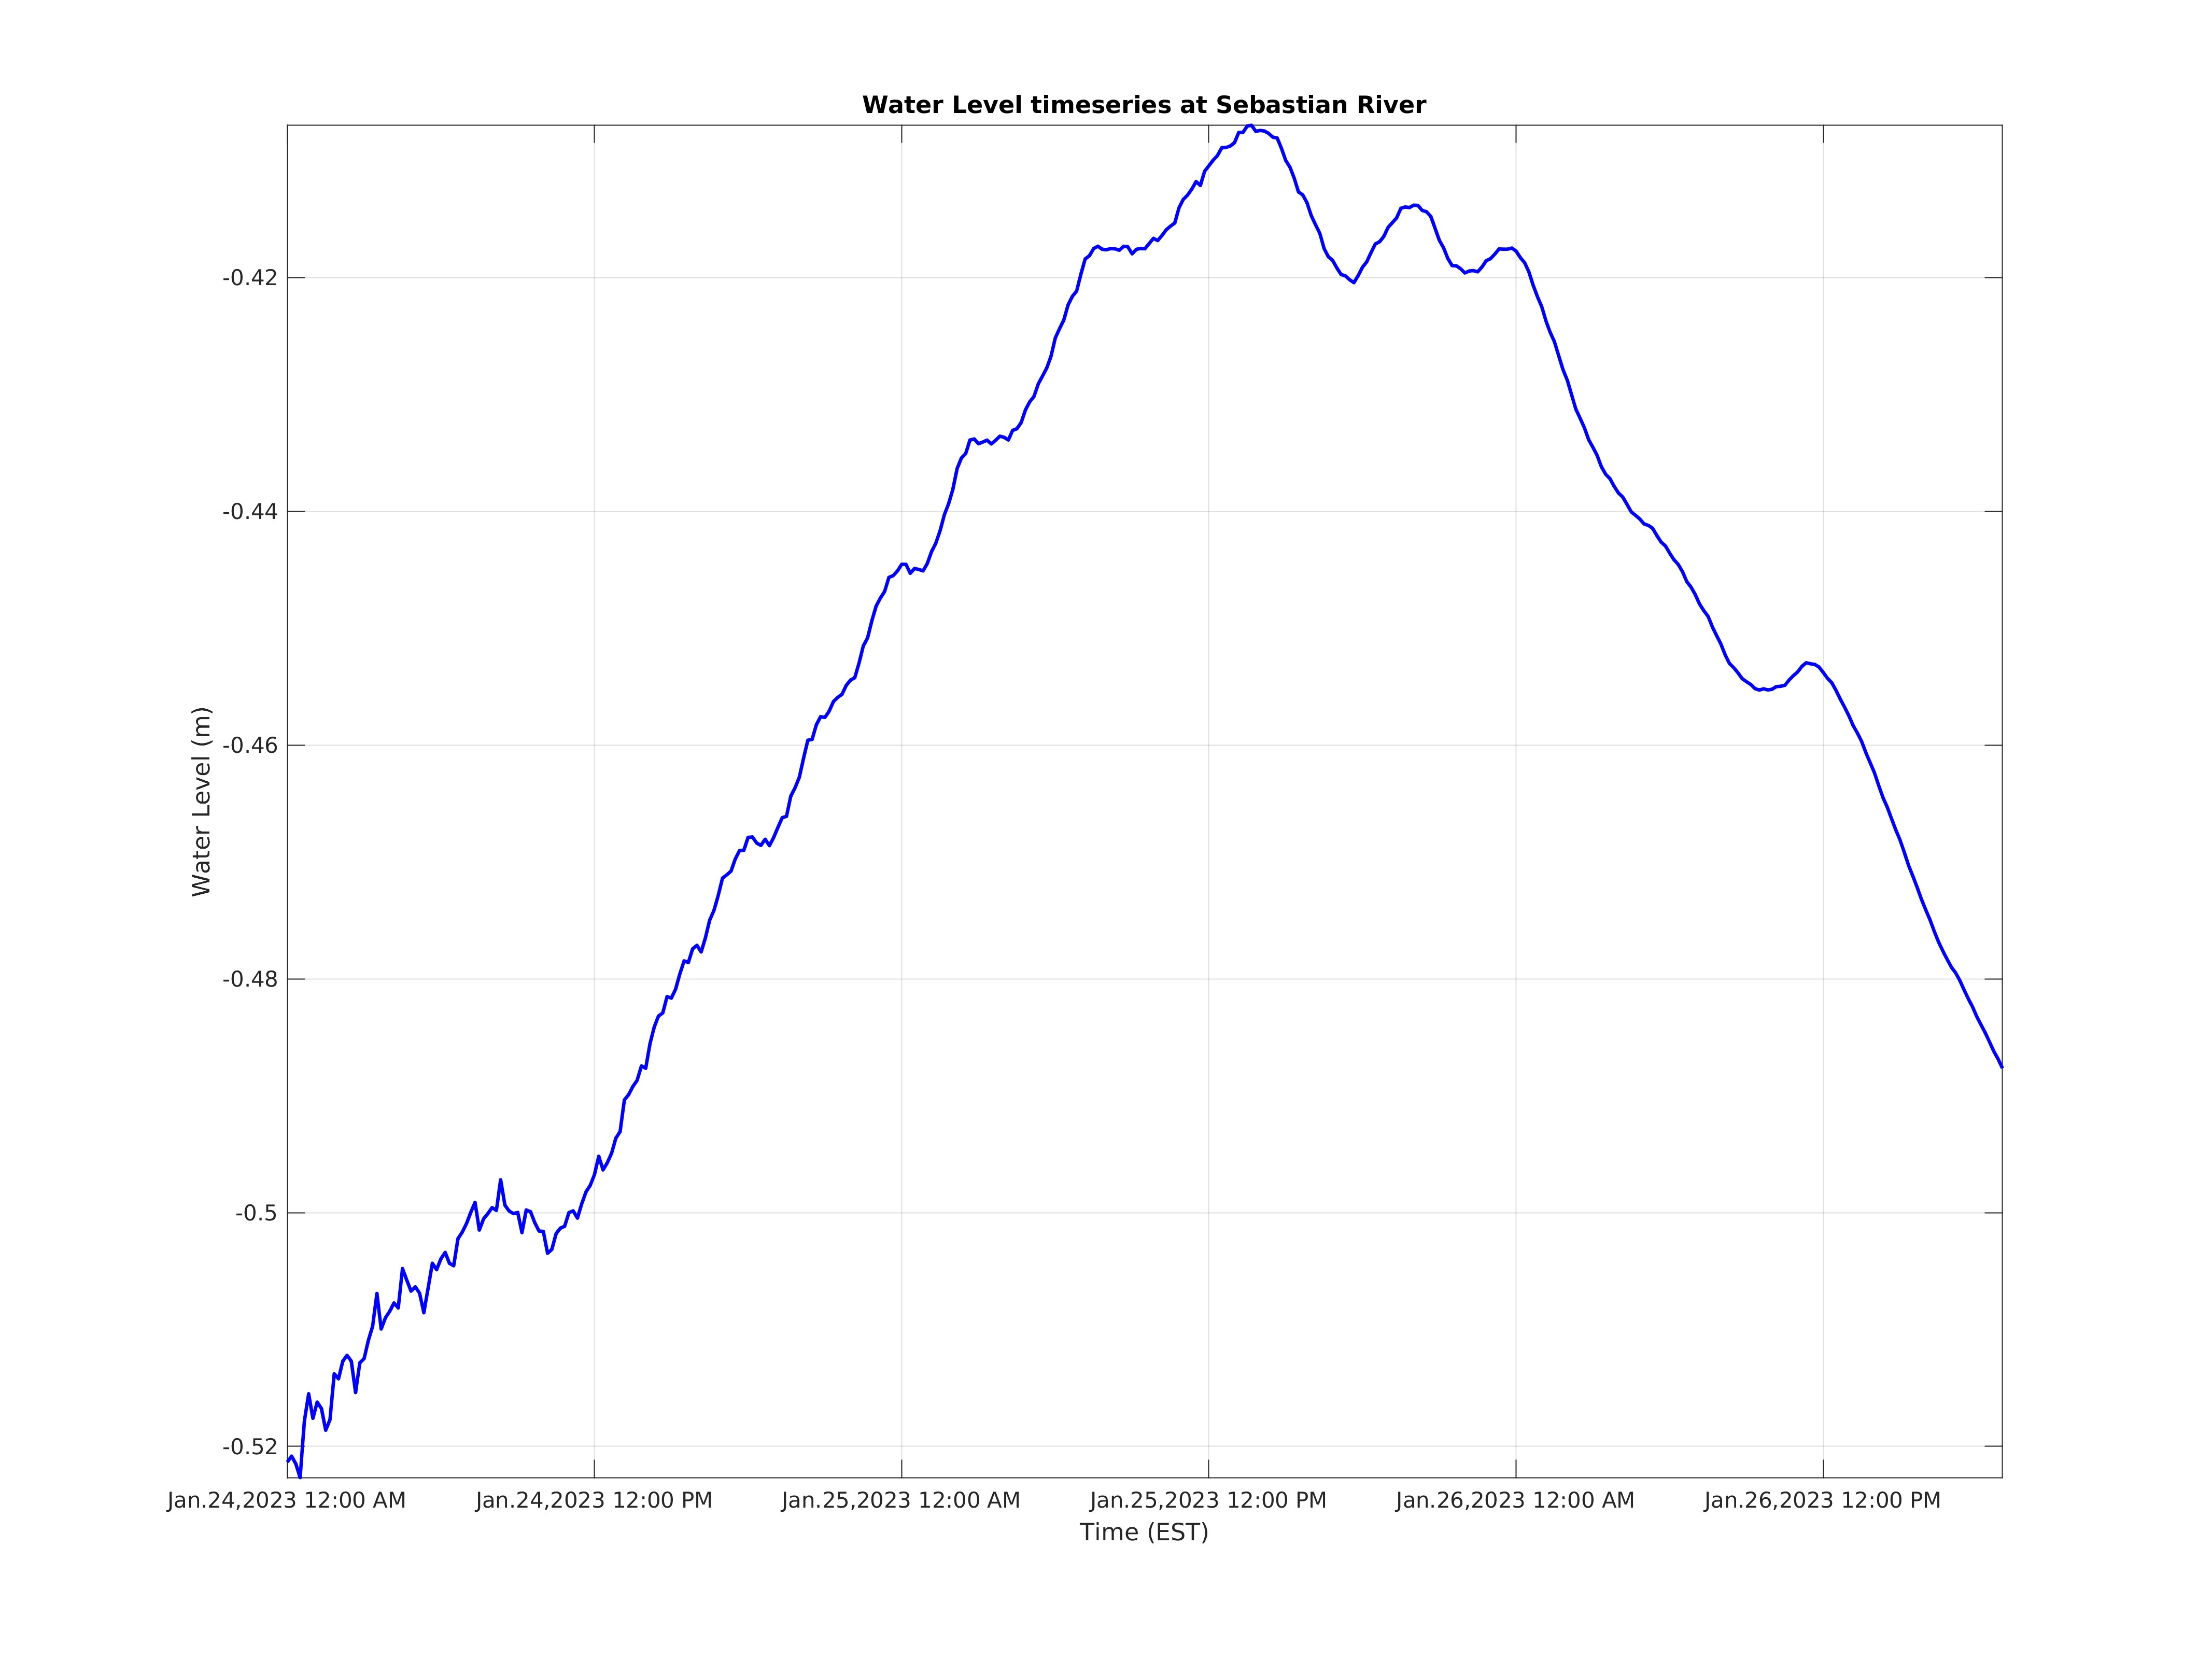 Water Level timeseries at Sebastian River
Water Level (m)
-0.42
-0.44
-0.46
-0.48
-0.5
-0.52
Jan.24,2023 12:00 AM
Jan.24,2023 12:00 PM
Jan.25,2023 12:00 AM
Jan.25,2023 12:00 PM
Jan.26,2023 12:00 AM
Jan.26,2023 12:00 PM
Time (EST)